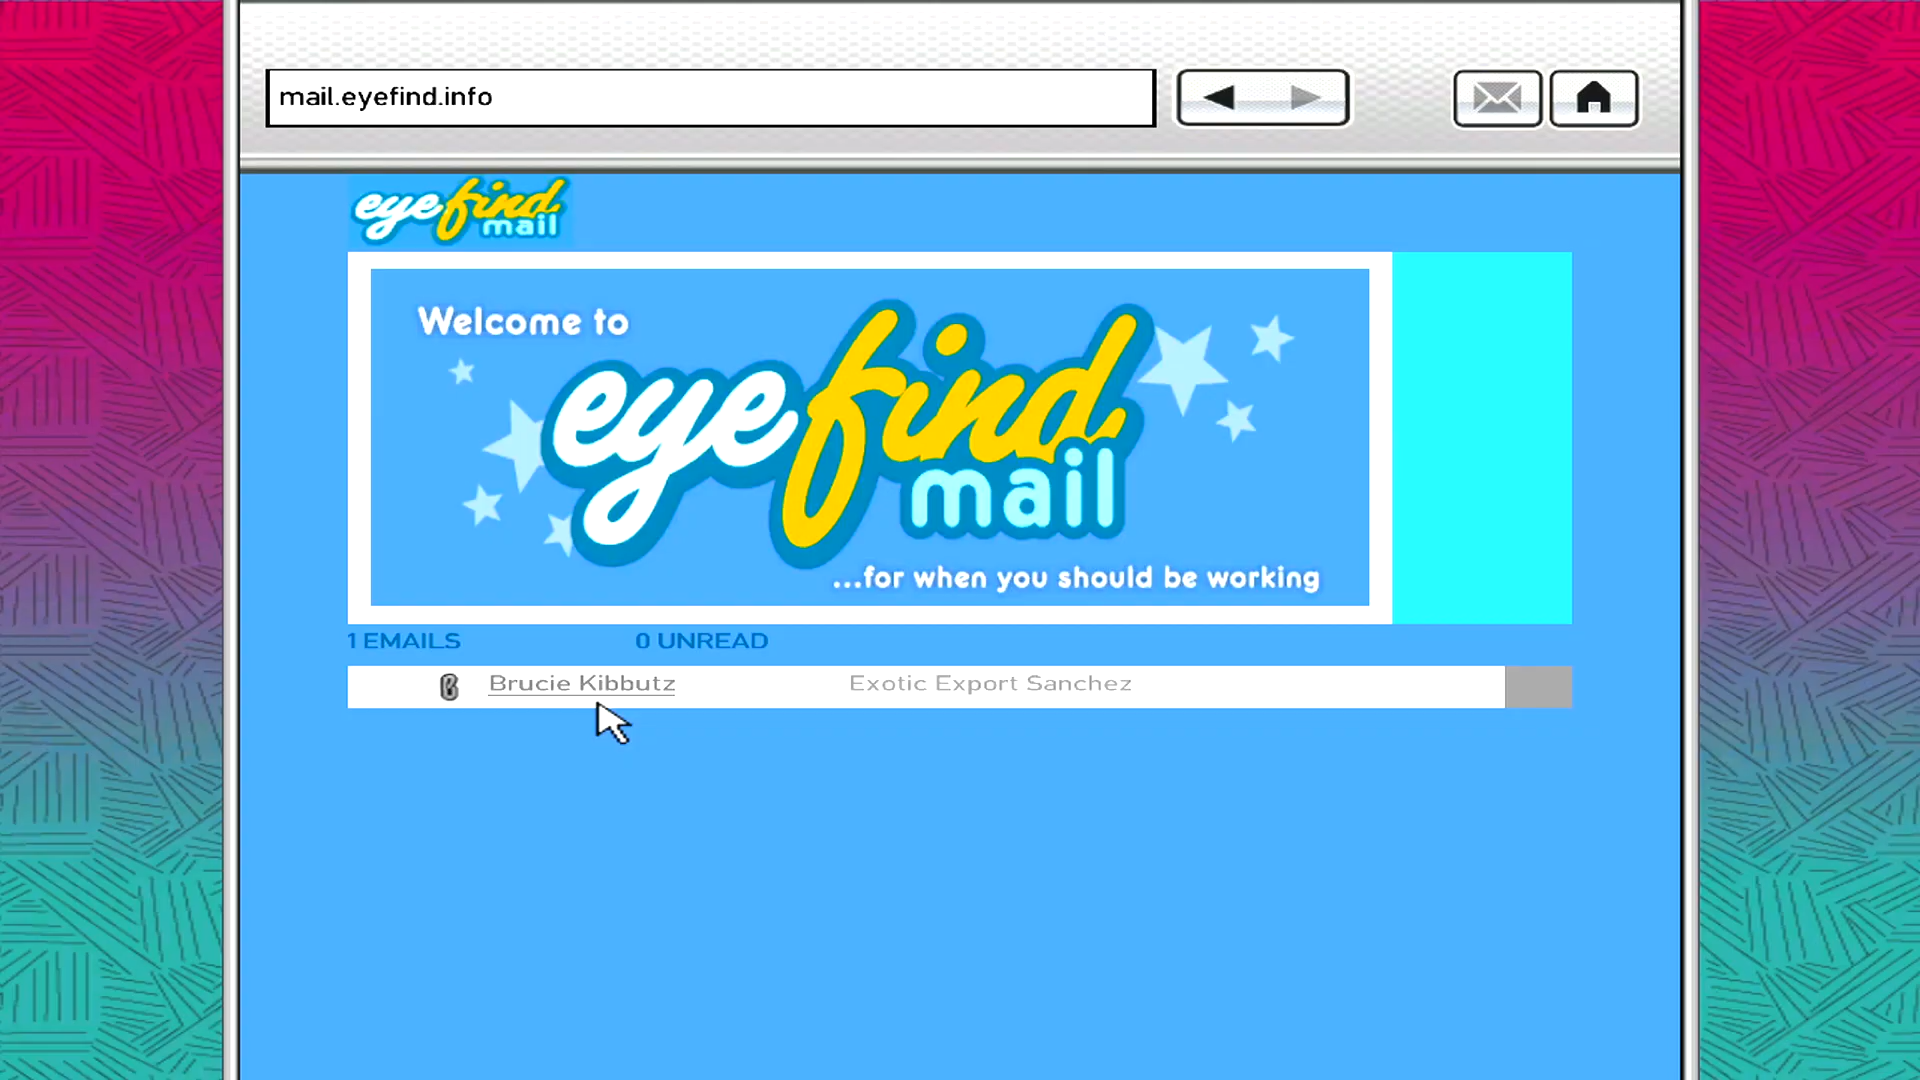 mail.eyefind.info
eyefind
mail
Welcome to
eyefind
mail
...for when you should be working
1 EMAILS 0 UNREAD
B Brucie Kibbutz Exotic Export Sanchez